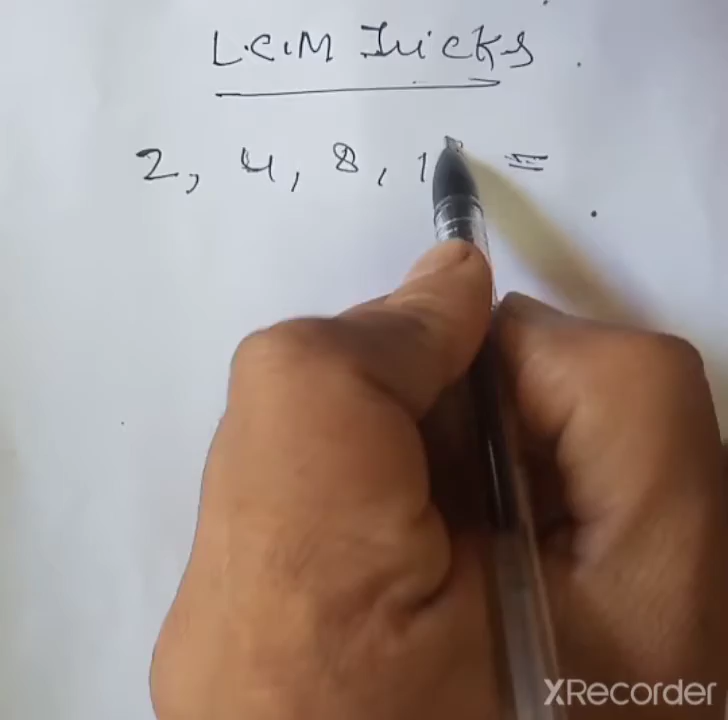 L.C.M Tricks
2, 4, 8, 1 =
XRecorder